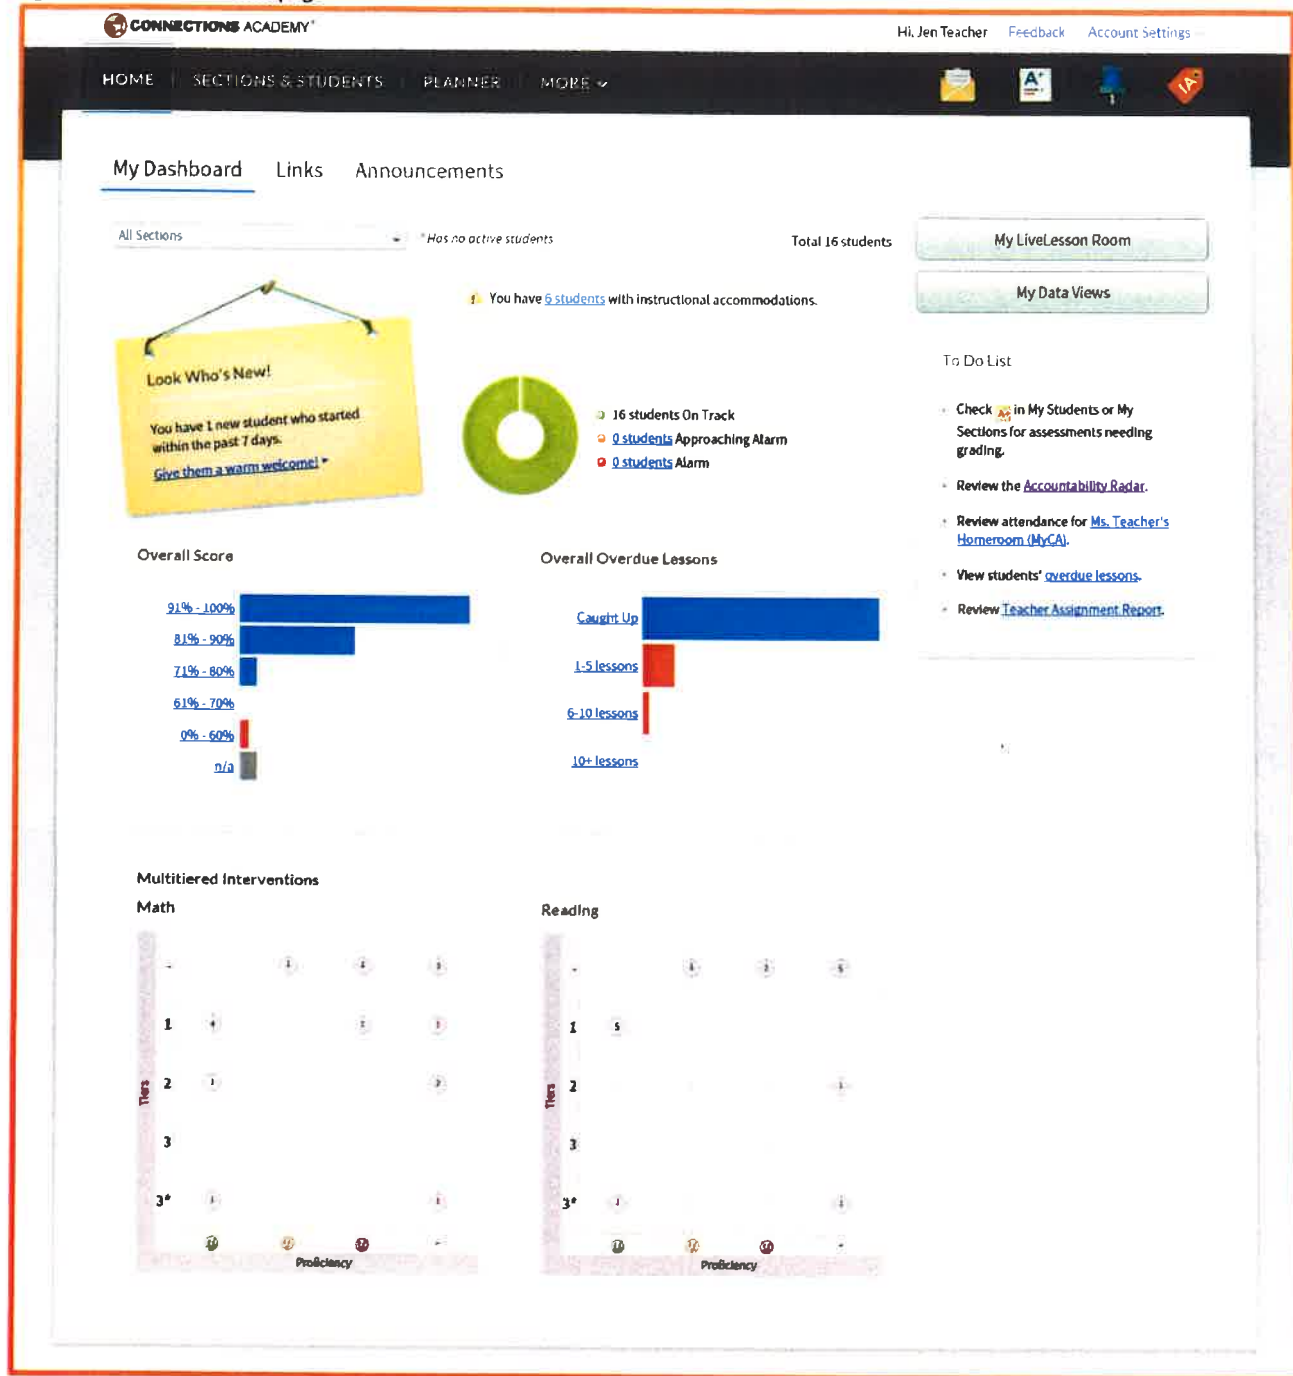 CONNECTIONS ACADEMY
Hi, Jen Teacher Feedback Account Settings
HOME SECTIONS & STUDENTS PLANNER MORE
A+
1
IA
My Dashboard Links Announcements
All Sections *Has no active students Total 16 students
My LiveLesson Room
My Data Views
You have 6 students with instructional accommodations.
Look Who's New!
You have 1 new student who started
within the past 7 days.
Give them a warm welcome!
16 students On Track
0 students Approaching Alarm
0 students Alarm
To Do List
Check A+ in My Students or My
Sections for assessments needing
grading.
Review the Accountability Radar.
Review attendance for Ms. Teacher's
Homeroom (MyCA).
View students' overdue lessons.
Review Teacher Assignment Report.
Overall Score
91% - 100%
81% - 90%
71% - 80%
61% - 70%
0% - 60%
n/a
Overall Overdue Lessons
Caught Up
1-5 lessons
6-10 lessons
10+ lessons
Multitiered Interventions
Math
Tiers
-
1
2
3
3*
Proficiency
Reading
Tiers
-
1 5
2
3
3*
Proficiency